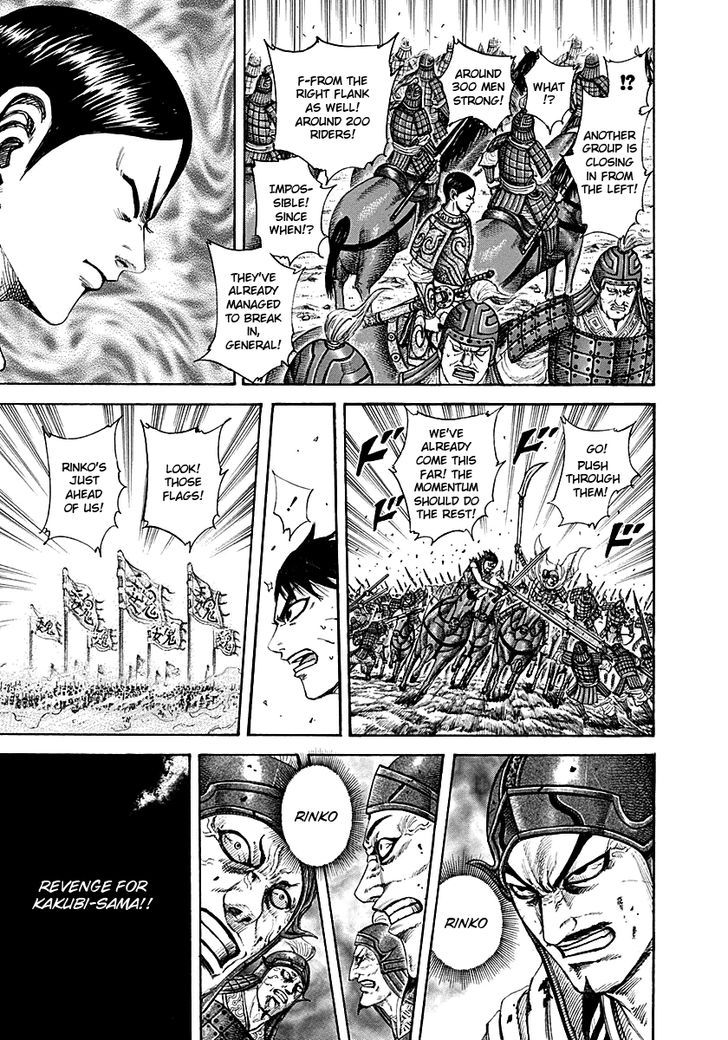 !?
ANOTHER
GROUP IS
CLOSING
IN FROM
THE LEFT!
WHAT
!?
AROUND
300 MEN
STRONG!
F-FROM THE
RIGHT FLANK
AS WELL!
AROUND 200
RIDERS!
IMPOS-
SIBLE!
SINCE
WHEN!?
THEY'VE
ALREADY
MANAGED
TO BREAK
IN,
GENERAL!
GO!
PUSH
THROUGH
THEM!
WE'VE
ALREADY
COME THIS
FAR! THE
MOMENTUM
SHOULD DO
THE REST!
ドドッ
ドドッ
!
LOOK!
THOSE
FLAGS!
RINKO'S
JUST
AHEAD OF
US!
RINKO
RINKO
REVENGE FOR
KAKUBI-SAMA!!